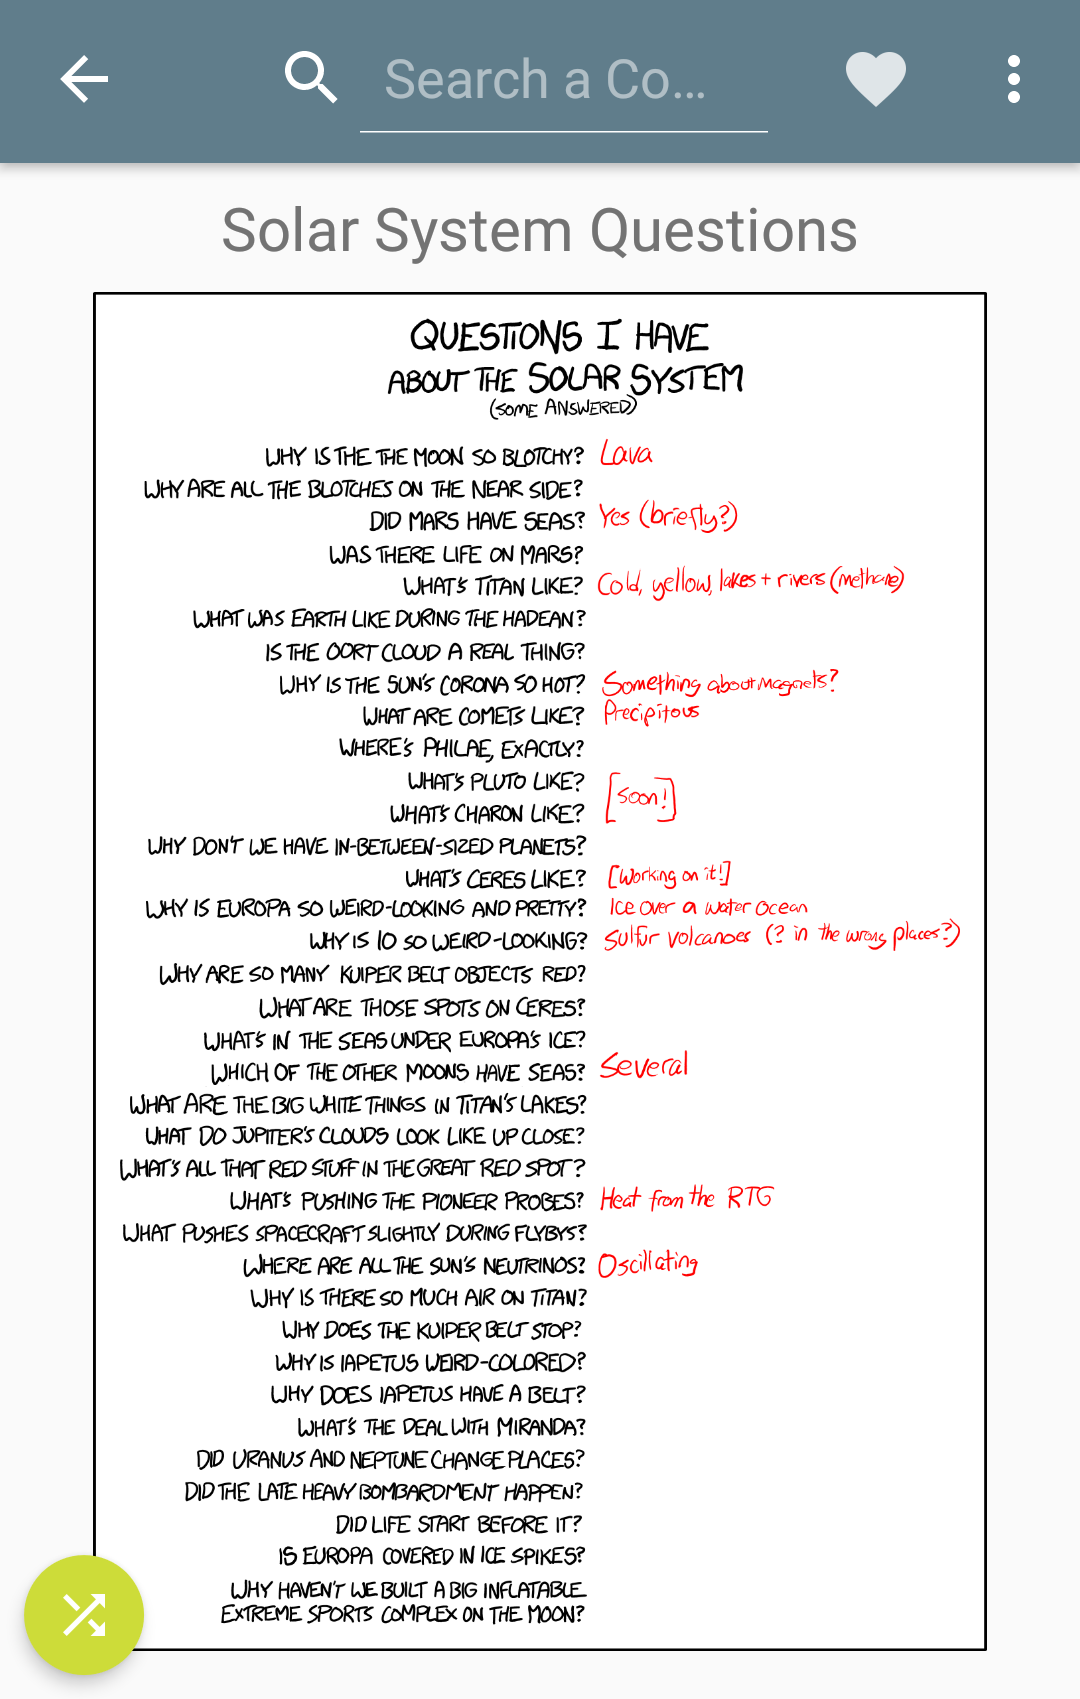 Search a Co...
Solar System Questions
QUESTIONS I HAVE
ABOUT THE SOLAR SYSTEM
(SOME ANSWERED)
WHY IS THE THE MOON SO BLOTCHY? Lava
WHY ARE ALL THE BLOTCHES ON THE NEAR SIDE?
DID MARS HAVE SEAS? Yes (briefly?)
WAS THERE LIFE ON MARS?
WHAT'S TITAN LIKE? Cold, yellow, lakes + rivers (methane)
WHAT WAS EARTH LIKE DURING THE HADEAN?
IS THE OORT CLOUD A REAL THING?
WHY IS THE SUN'S CORONA SO HOT? Something about magnets?
WHAT ARE COMETS LIKE? Precipitous
WHERE'S PHILAE, EXACTLY?
WHAT'S PLUTO LIKE?
[soon!]
WHAT'S CHARON LIKE?
WHY DON'T WE HAVE IN-BETWEEN-SIZED PLANETS?
WHAT'S CERES LIKE? [Working on it!]
WHY IS EUROPA SO WEIRD-LOOKING AND PRETTY? Ice over a water ocean
WHY IS IO SO WEIRD-LOOKING? Sulfur volcanoes (? in the wrong places?)
WHY ARE SO MANY KUIPER BELT OBJECTS RED?
WHAT ARE THOSE SPOTS ON CERES?
WHAT'S IN THE SEAS UNDER EUROPA'S ICE?
WHICH OF THE OTHER MOONS HAVE SEAS? Several
WHAT ARE THE BIG WHITE THINGS IN TITAN'S LAKES?
WHAT DO JUPITER'S CLOUDS LOOK LIKE UP CLOSE?
WHAT'S ALL THAT RED STUFF IN THE GREAT RED SPOT?
WHAT'S PUSHING THE PIONEER PROBES? Heat from the RTG
WHAT PUSHES SPACECRAFT SLIGHTLY DURING FLYBYS?
WHERE ARE ALL THE SUN'S NEUTRINOS? Oscillating
WHY IS THERE SO MUCH AIR ON TITAN?
WHY DOES THE KUIPER BELT STOP?
WHY IS IAPETUS WEIRD-COLORED?
WHY DOES IAPETUS HAVE A BELT?
WHAT'S THE DEAL WITH MIRANDA?
DID URANUS AND NEPTUNE CHANGE PLACES?
DID THE LATE HEAVY BOMBARDMENT HAPPEN?
DID LIFE START BEFORE IT?
IS EUROPA COVERED IN ICE SPIKES?
WHY HAVEN'T WE BUILT A BIG INFLATABLE
EXTREME SPORTS COMPLEX ON THE MOON?